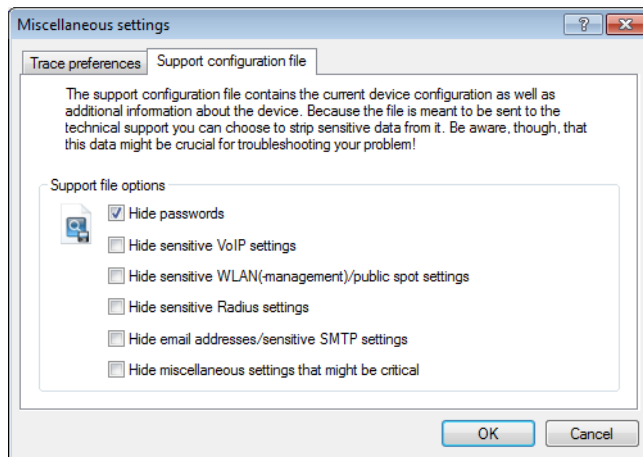 Miscellaneous settings
Trace preferences
Support configuration file
The support configuration file contains the current device configuration as well as
additional information about the device. Because the file is meant to be sent to the
technical support you can choose to strip sensitive data from it. Be aware, though, that
this data might be crucial for troubleshooting your problem!
Support file options
Hide passwords
Hide sensitive VoIP settings
Hide sensitive WLAN(-management)/public spot settings
Hide sensitive Radius settings
Hide email addresses/sensitive SMTP settings
Hide miscellaneous settings that might be critical
OK
Cancel